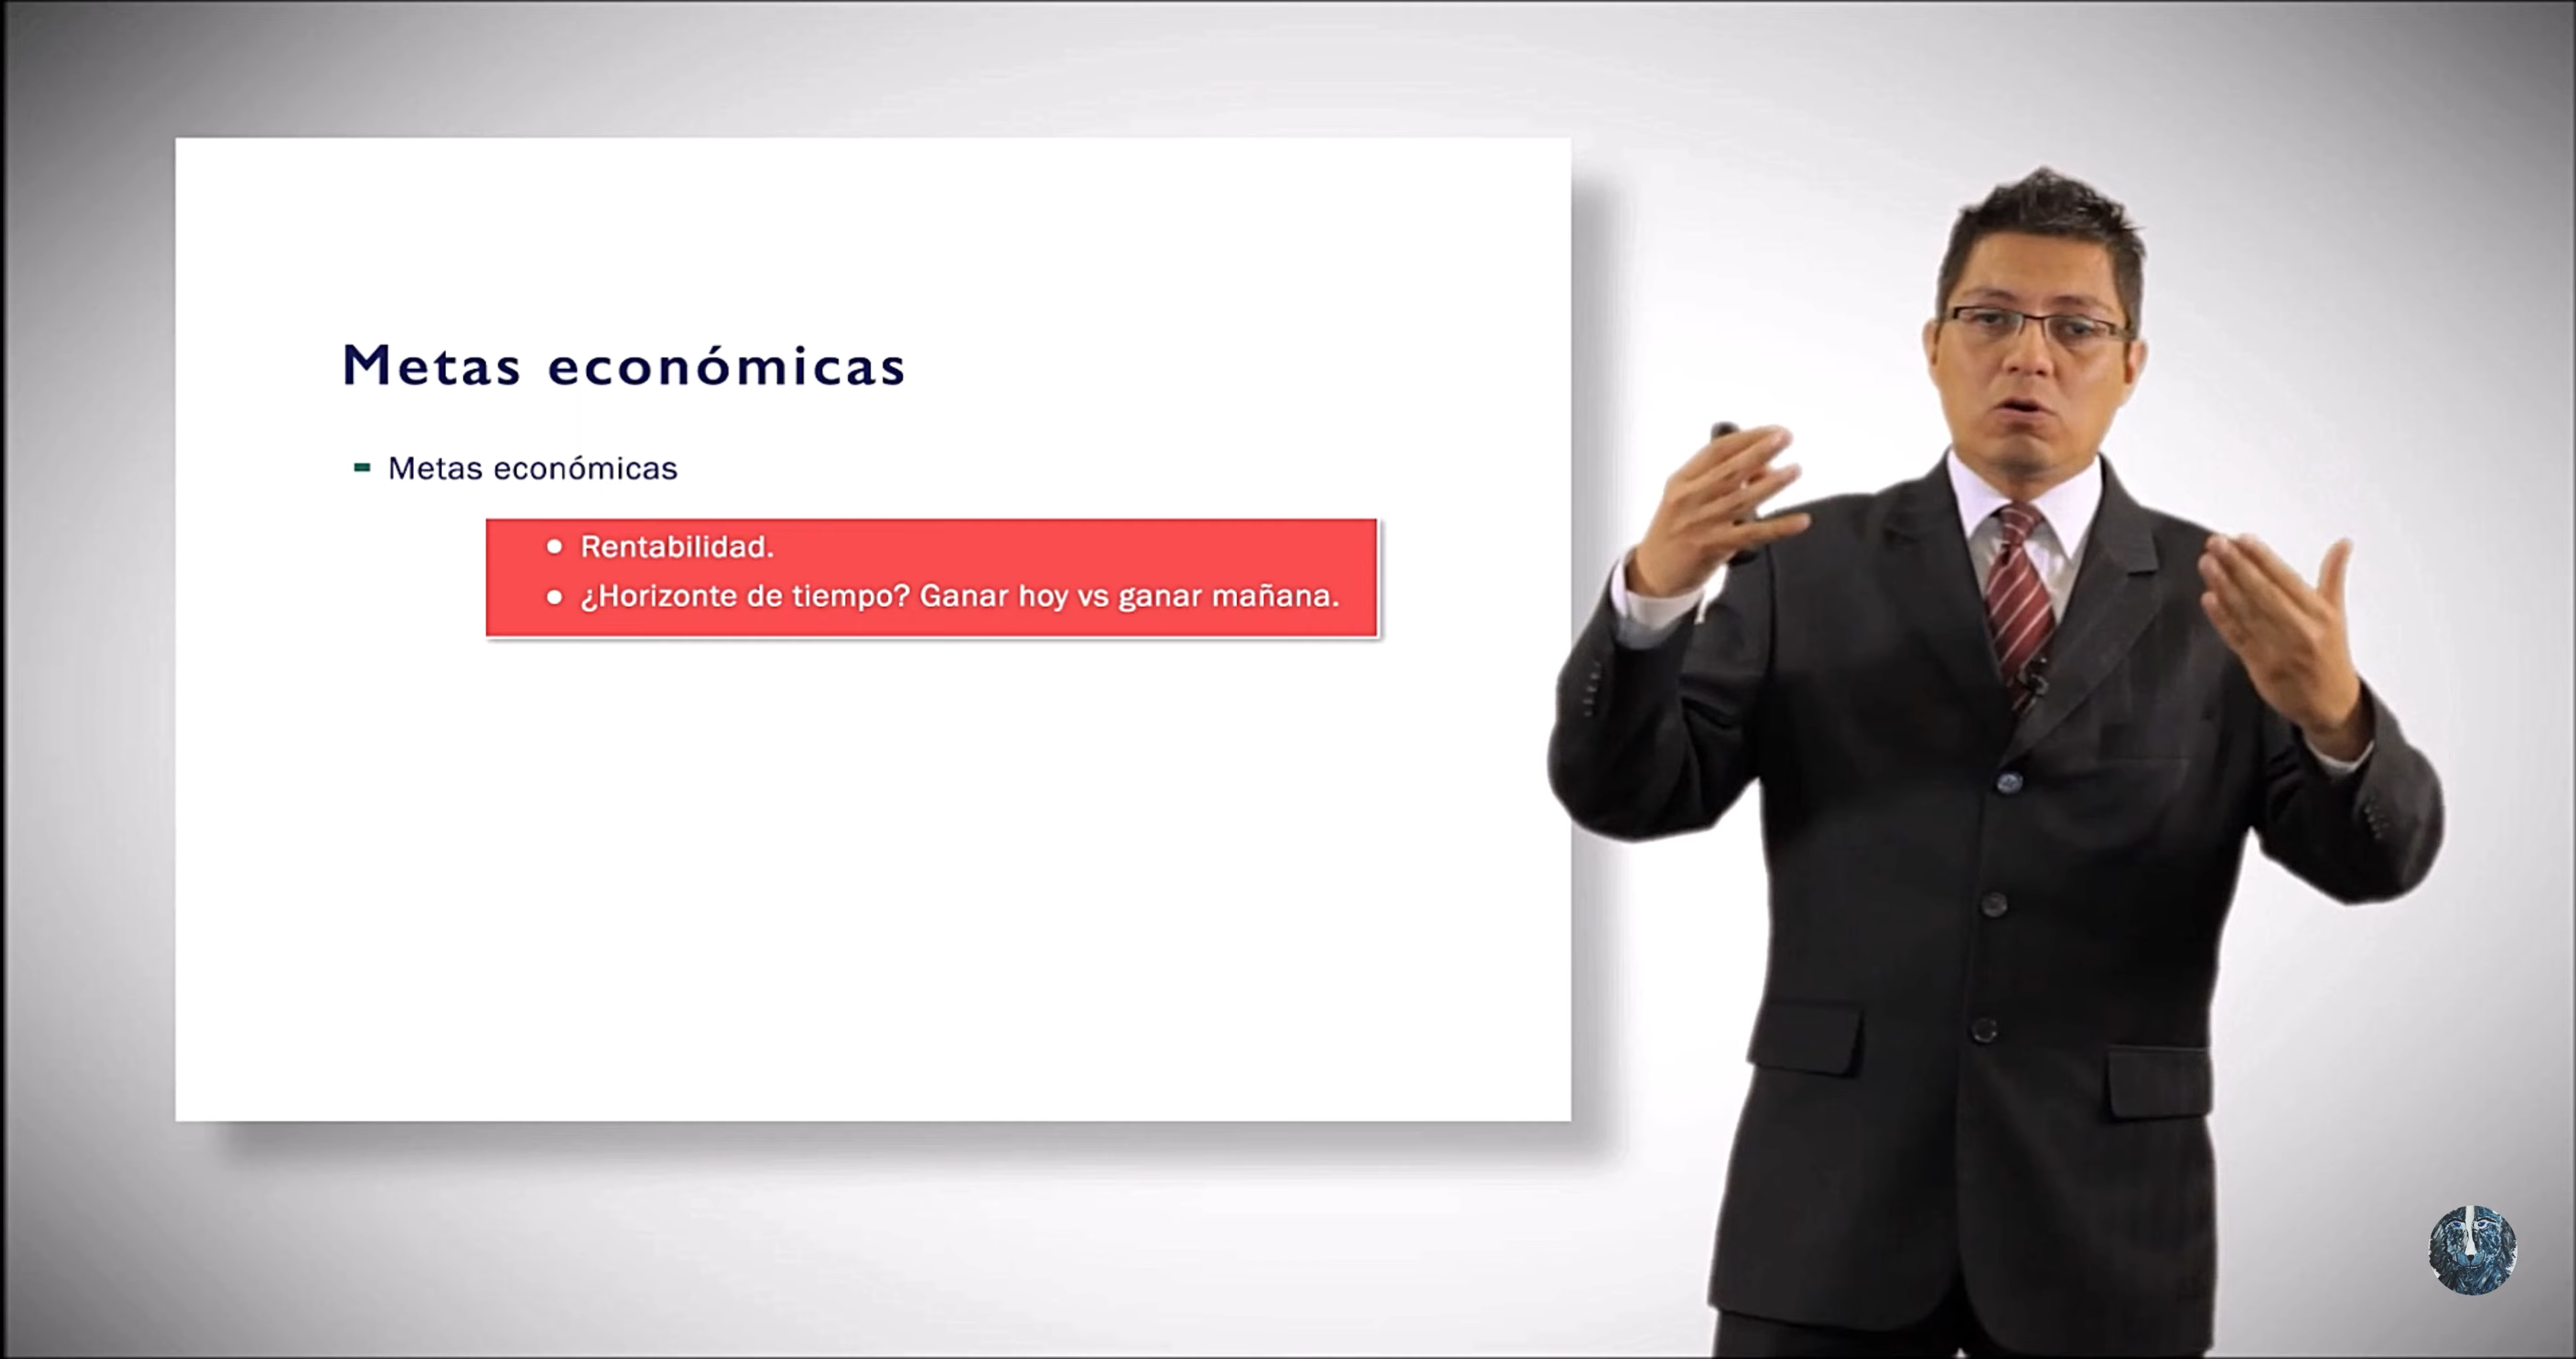 Metas económicas
Metas económicas
Rentabilidad.
¿Horizonte de tiempo? Ganar hoy vs ganar mañana.